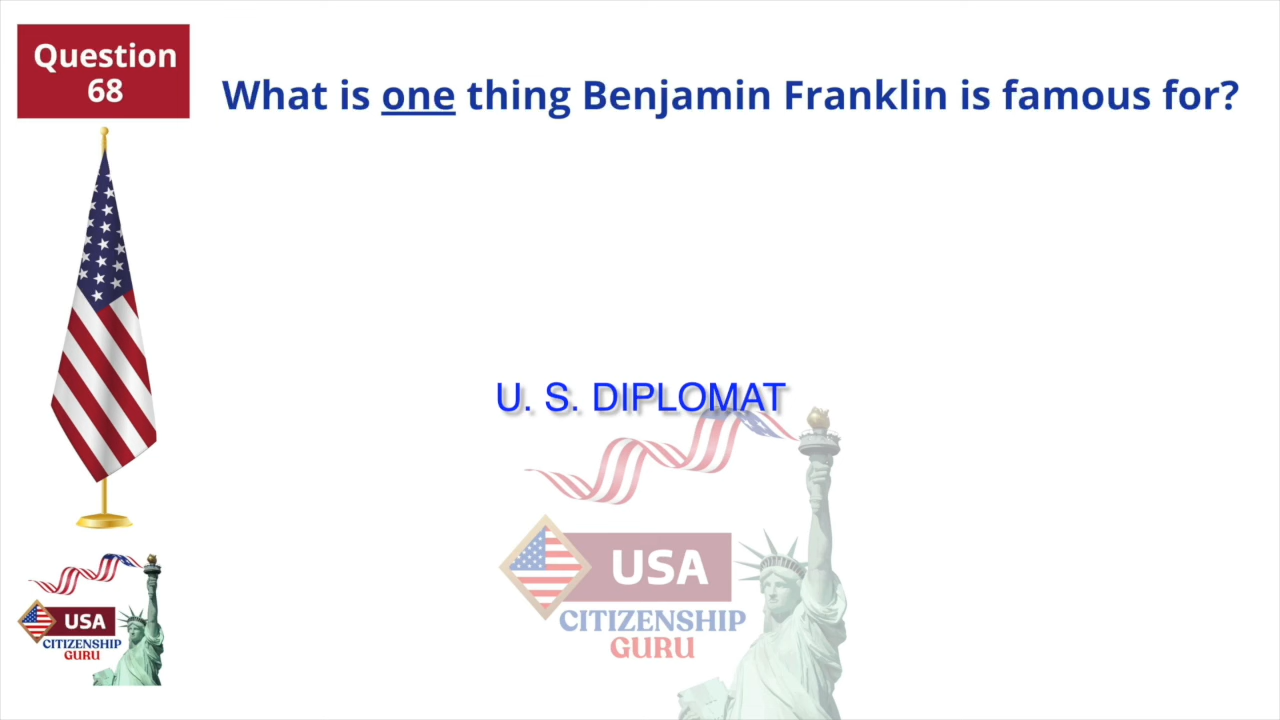 Question
68
What is one thing Benjamin Franklin is famous for?
U. S. DIPLOMAT
USA
CITIZENSHIP
GURU
USA
CITIZENSHIP
GURU